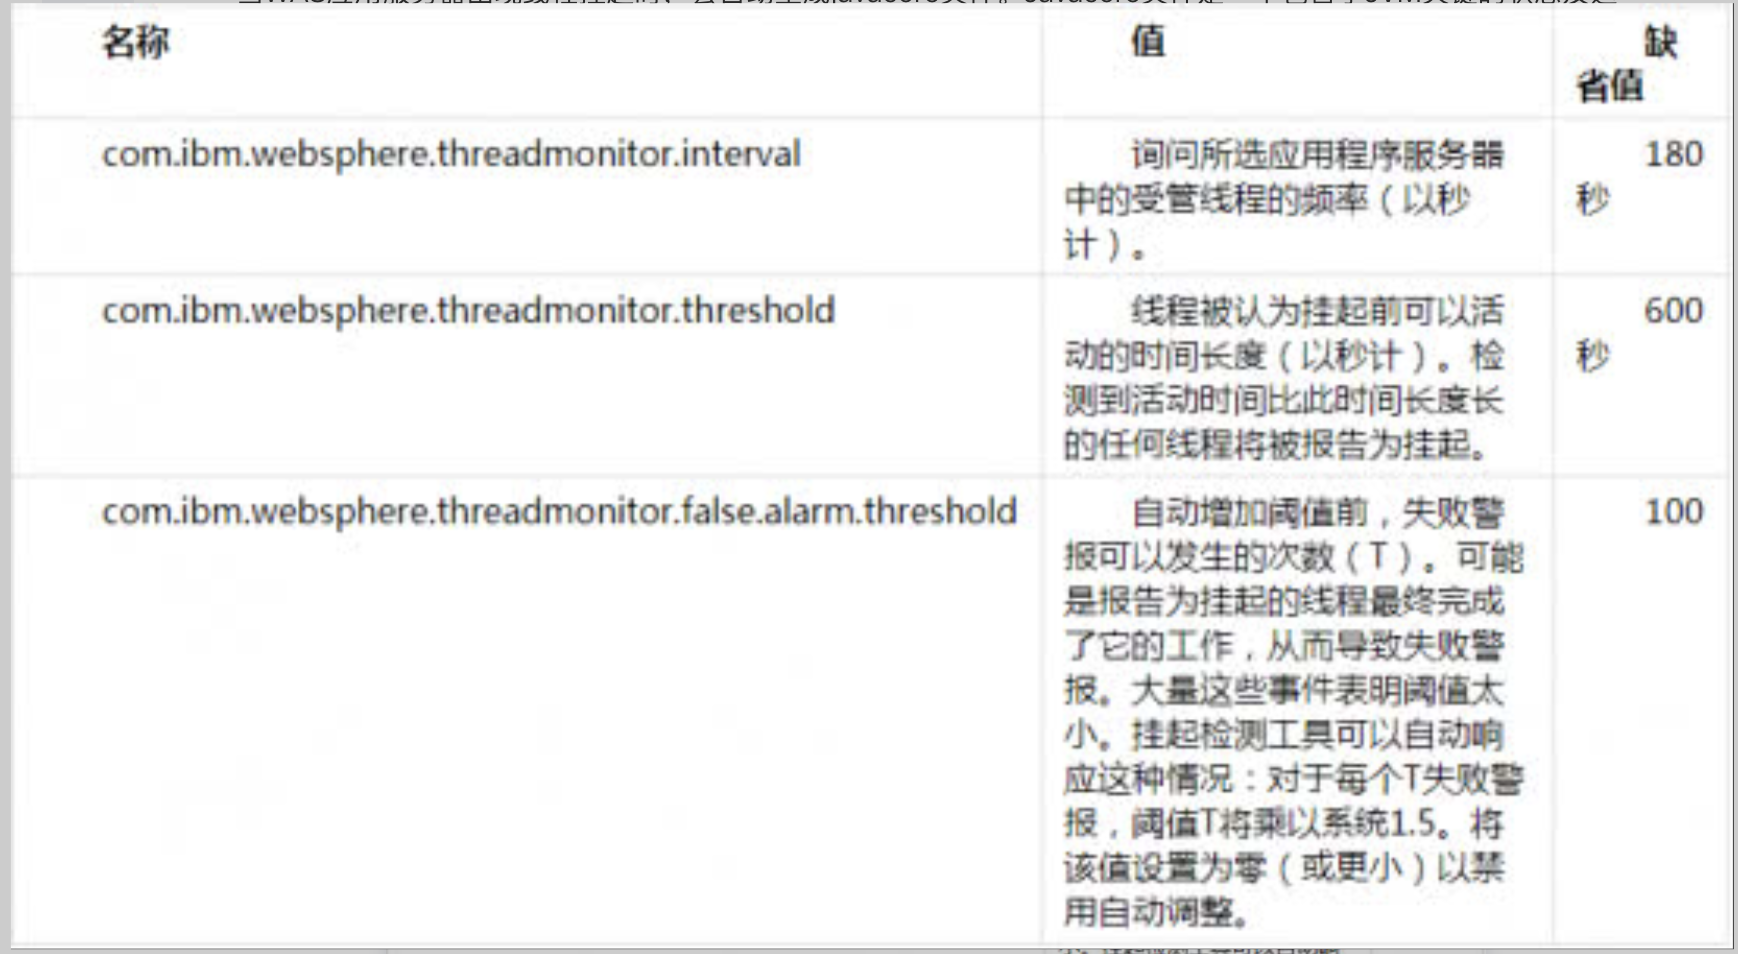 名称
值
缺
省值
com.ibm.websphere.threadmonitor.interval
询问所选应用程序服务器
中的受管线程的频率（以秒
计）。
180
秒
com.ibm.websphere.threadmonitor.threshold
线程被认为挂起前可以活
动的时间长度（以秒计）。检
测到活动时间比此时间长度长
的任何线程将被报告为挂起。
600
秒
com.ibm.websphere.threadmonitor.false.alarm.threshold
自动增加阈值前，失败警
报可以发生的次数（T）。可能
是报告为挂起的线程最终完成
了它的工作，从而导致失败警
报。大量这些事件表明阈值太
小。挂起检测工具可以自动响
应这种情况：对于每个T失败警
报，阈值T将乘以系统1.5。将
该值设置为零（或更小）以禁
用自动调整。
100